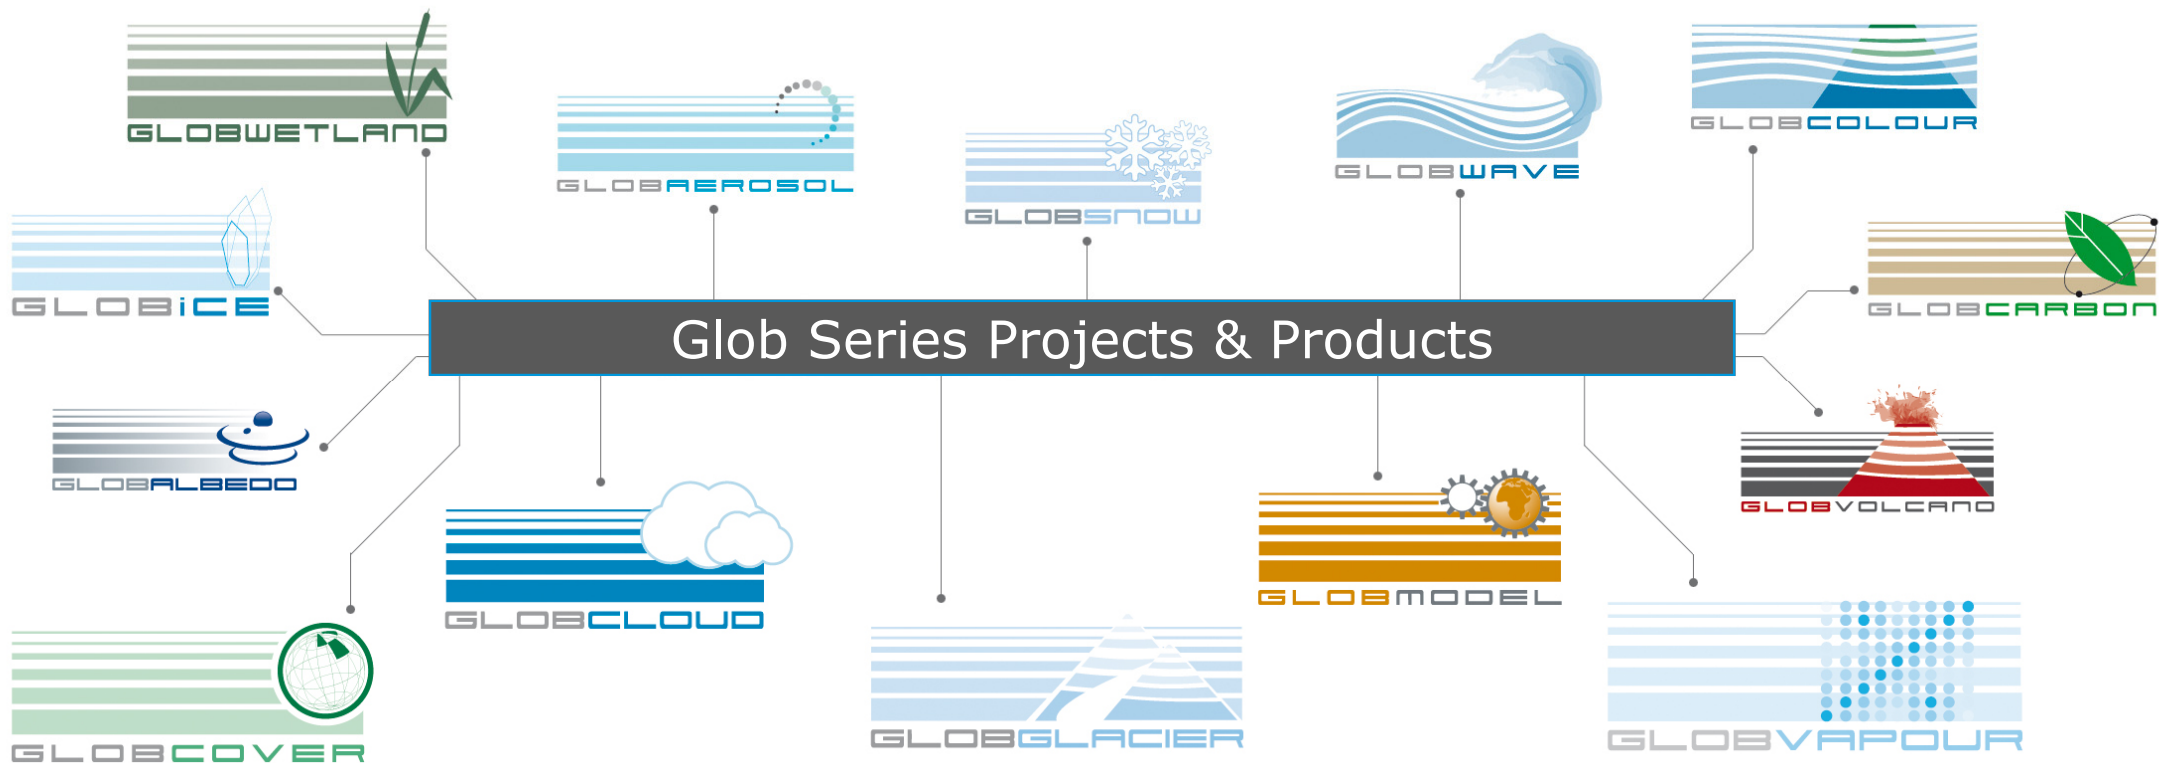 GLOBWETLAND
GLOBAEROSOL
GLOBSNOW
GLOBWAVE
GLOBCOLOUR
GLOBiCE
GLOBCARBON
Glob Series Projects & Products
GLOBALBEDO
GLOBVOLCANO
GLOBCLOUD
GLOBMODEL
GLOBCOVER
GLOBGLACIER
GLOBVAPOUR